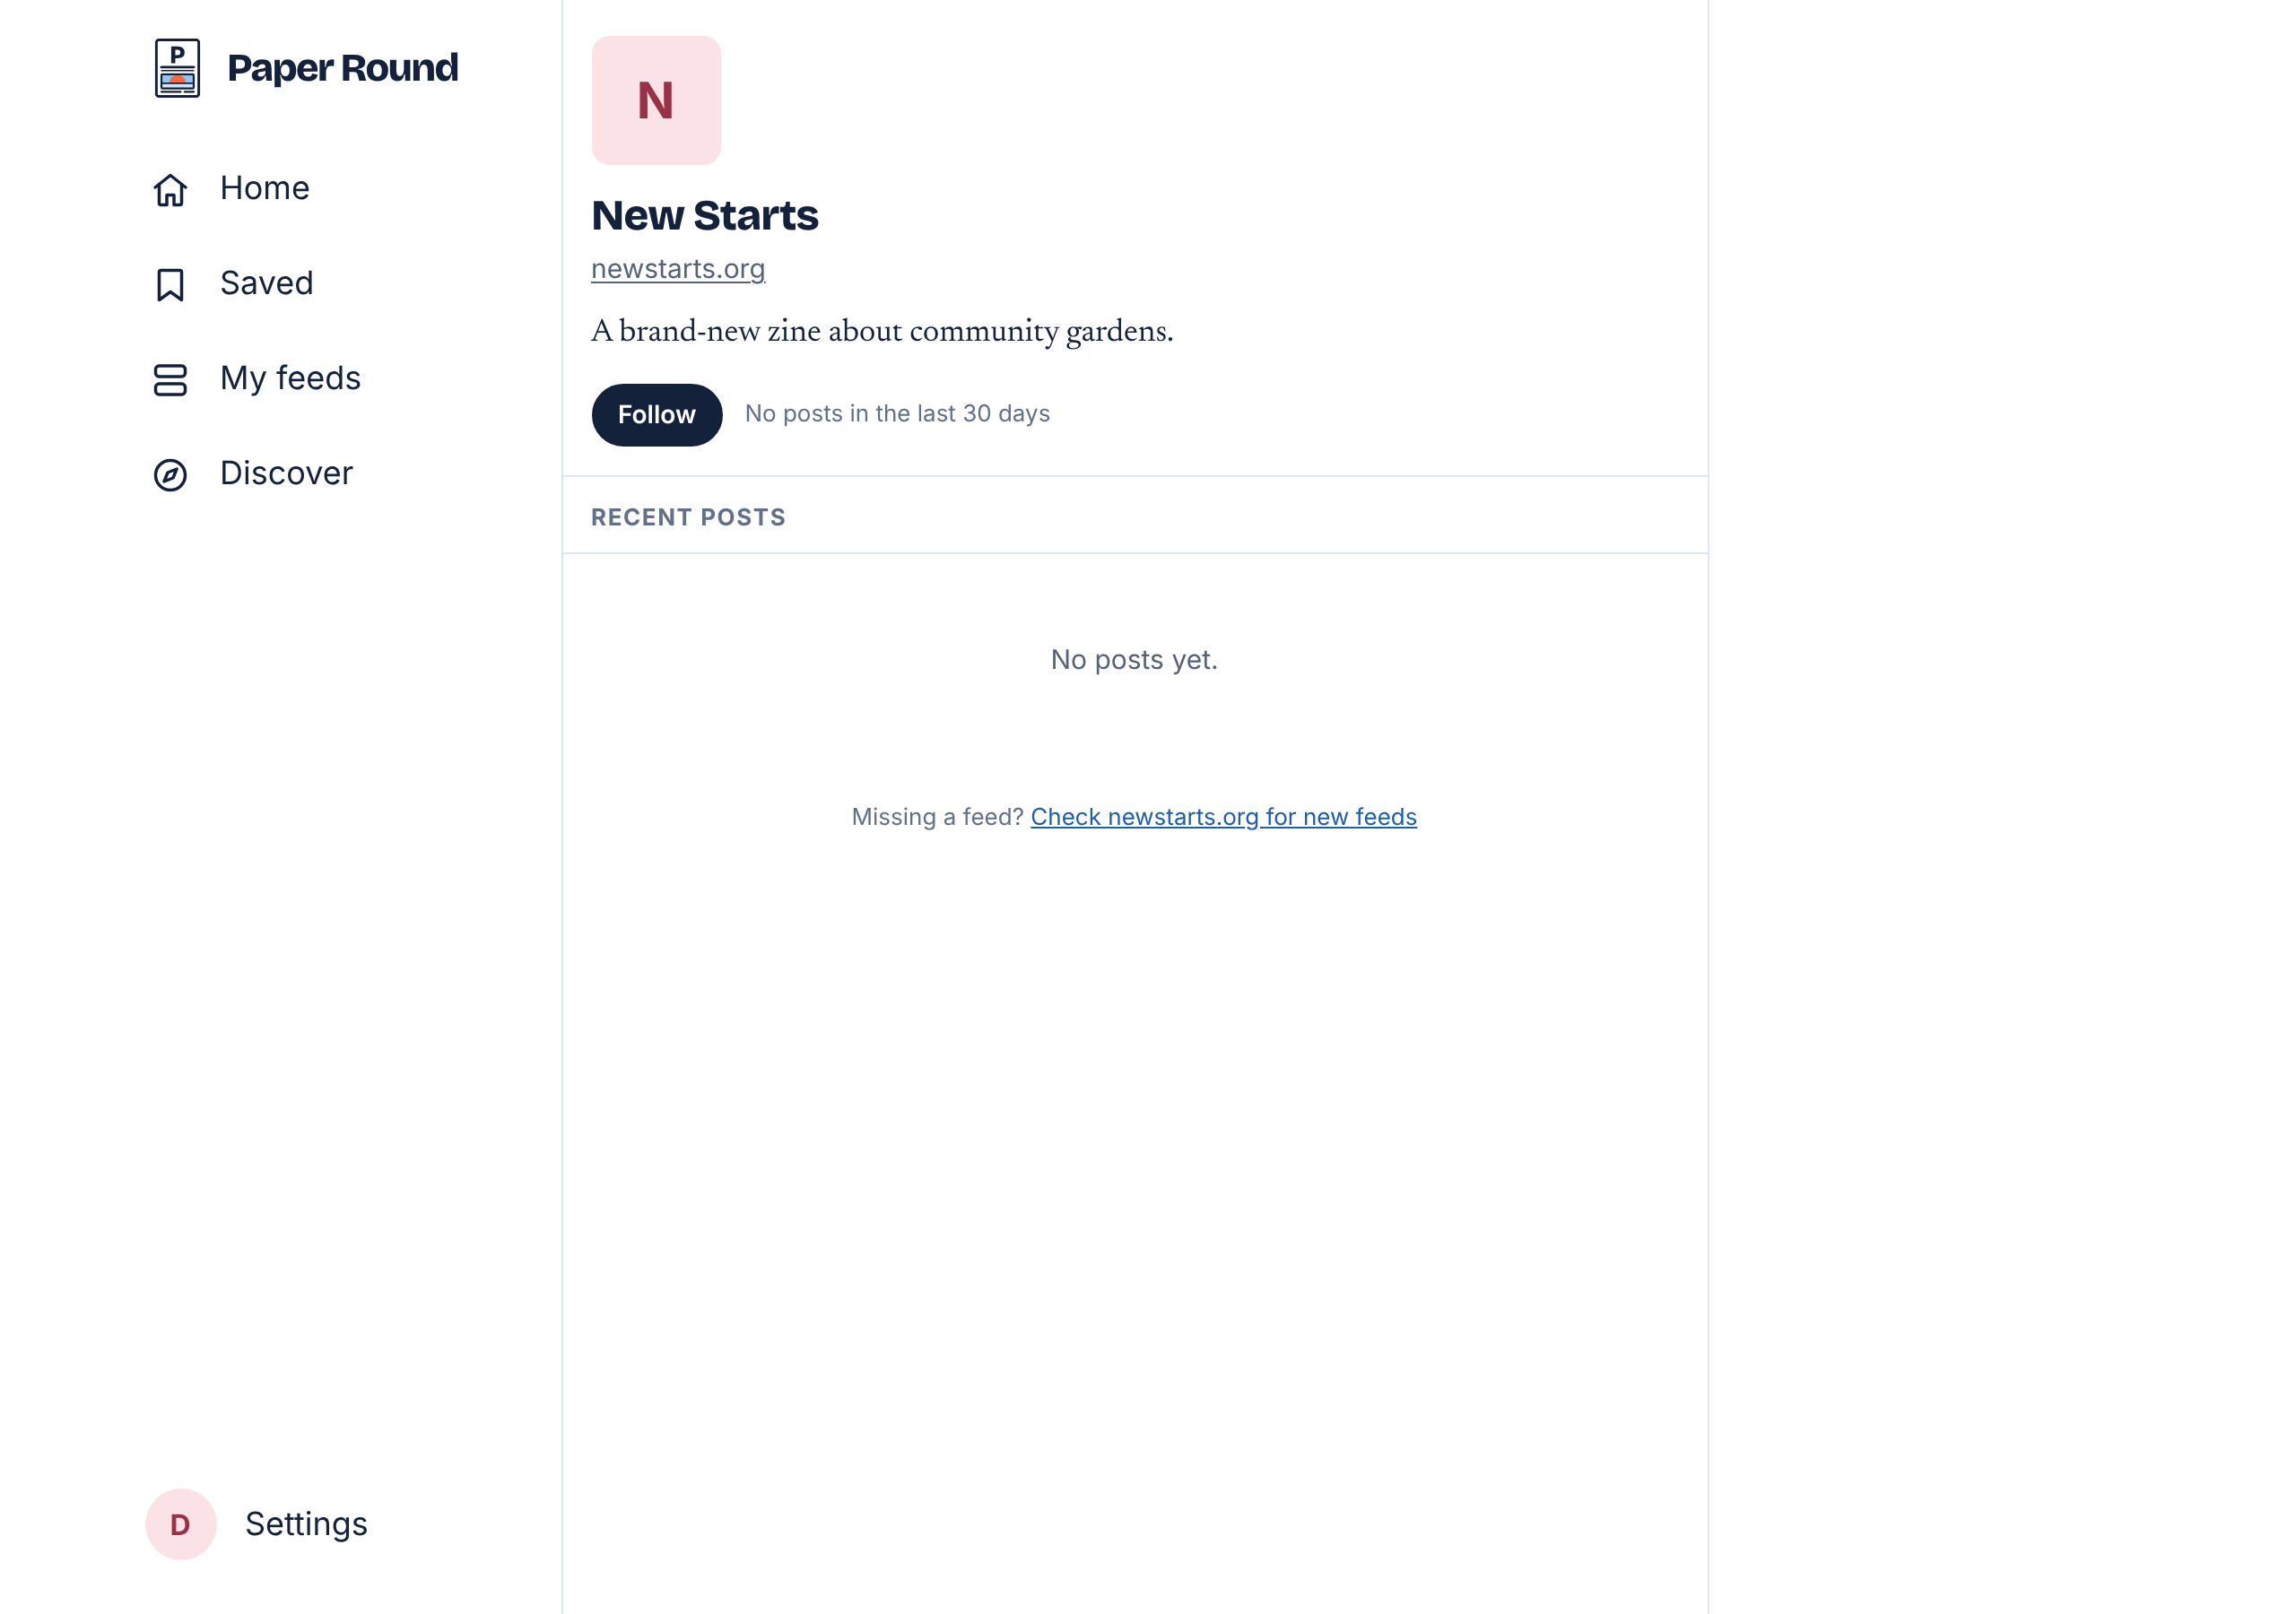 P
Paper Round
Home
Saved
My feeds
Discover
D
Settings
N
New Starts
newstarts.org
A brand-new zine about community gardens.
Follow
No posts in the last 30 days
RECENT POSTS
No posts yet.
Missing a feed? Check newstarts.org for new feeds